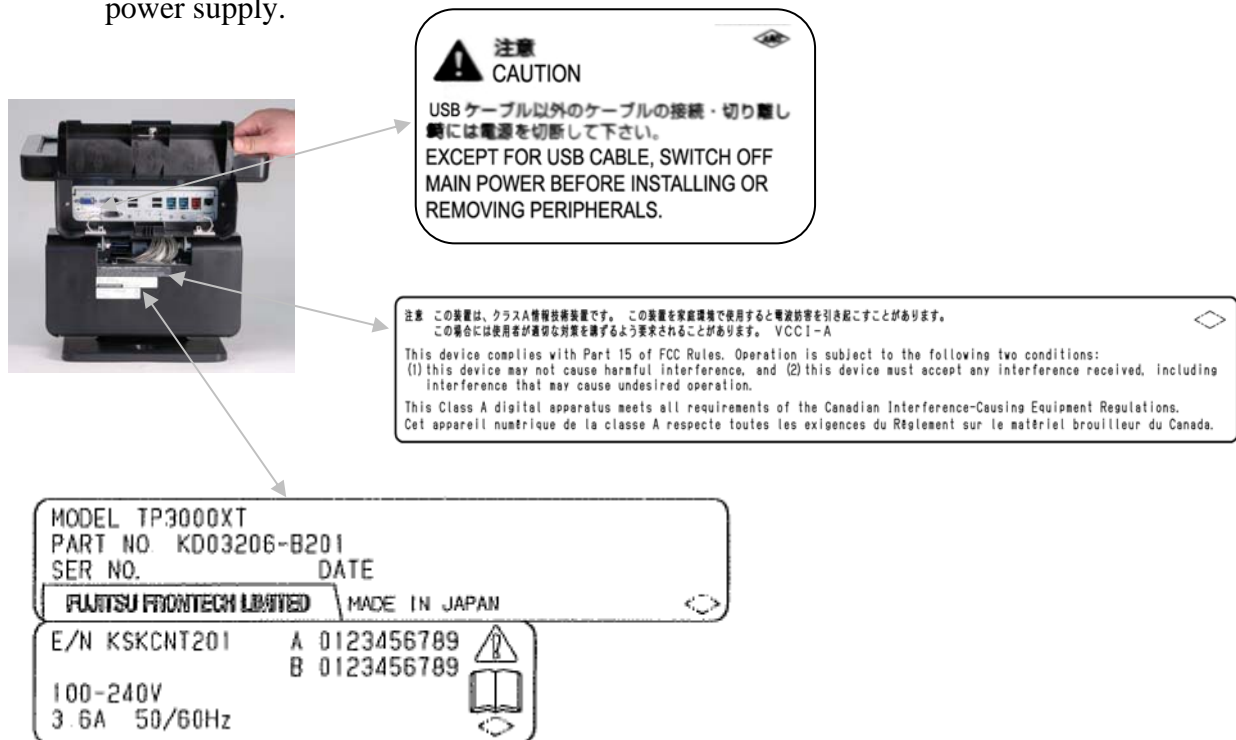 power supply.
注意
CAUTION
USB ケーブル以外のケーブルの接続・切り離し
時には電源を切断して下さい。
EXCEPT FOR USB CABLE, SWITCH OFF
MAIN POWER BEFORE INSTALLING OR
REMOVING PERIPHERALS.
注意 この装置は、クラスA情報技術装置です。 この装置を家庭環境で使用すると電波妨害を引き起こすことがあります。
この場合には使用者が適切な対策を講ずるよう要求されることがあります。 VCCI-A
This device complies with Part 15 of FCC Rules. Operation is subject to the following two conditions:
(1) this device may not cause harmful interference, and (2) this device must accept any interference received, including
interference that may cause undesired operation.
This Class A digital apparatus meets all requirements of the Canadian Interference-Causing Equipment Regulations.
Cet appareil numérique de la classe A respecte toutes les exigences du Règlement sur le matériel brouilleur du Canada.
MODEL TP3000XT
PART NO. KD03206-B201
SER NO. DATE
FUJITSU FRONTECH LIMITED MADE IN JAPAN
E/N KSKCNT201 A 0123456789
B 0123456789
100-240V
3.6A 50/60Hz